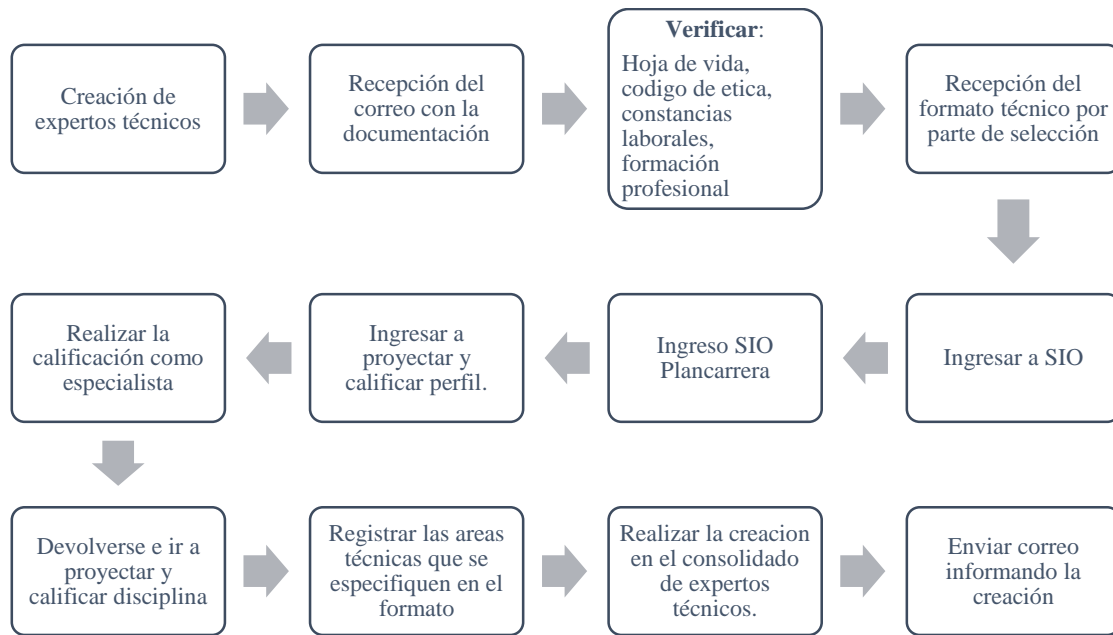 Creación de
expertos técnicos
Recepción del
correo con la
documentación
Verificar:
Hoja de vida,
codigo de etica,
constancias
laborales,
formación
profesional
Recepción del
formato técnico por
parte de selección
Ingresar a SIO
Ingreso SIO
Plancarrera
Ingresar a
proyectar y
calificar perfil.
Realizar la
calificación como
especialista
Devolverse e ir a
proyectar y
calificar disciplina
Registrar las areas
técnicas que se
especifiquen en el
formato
Realizar la creacion
en el consolidado
de expertos
técnicos.
Enviar correo
informando la
creación